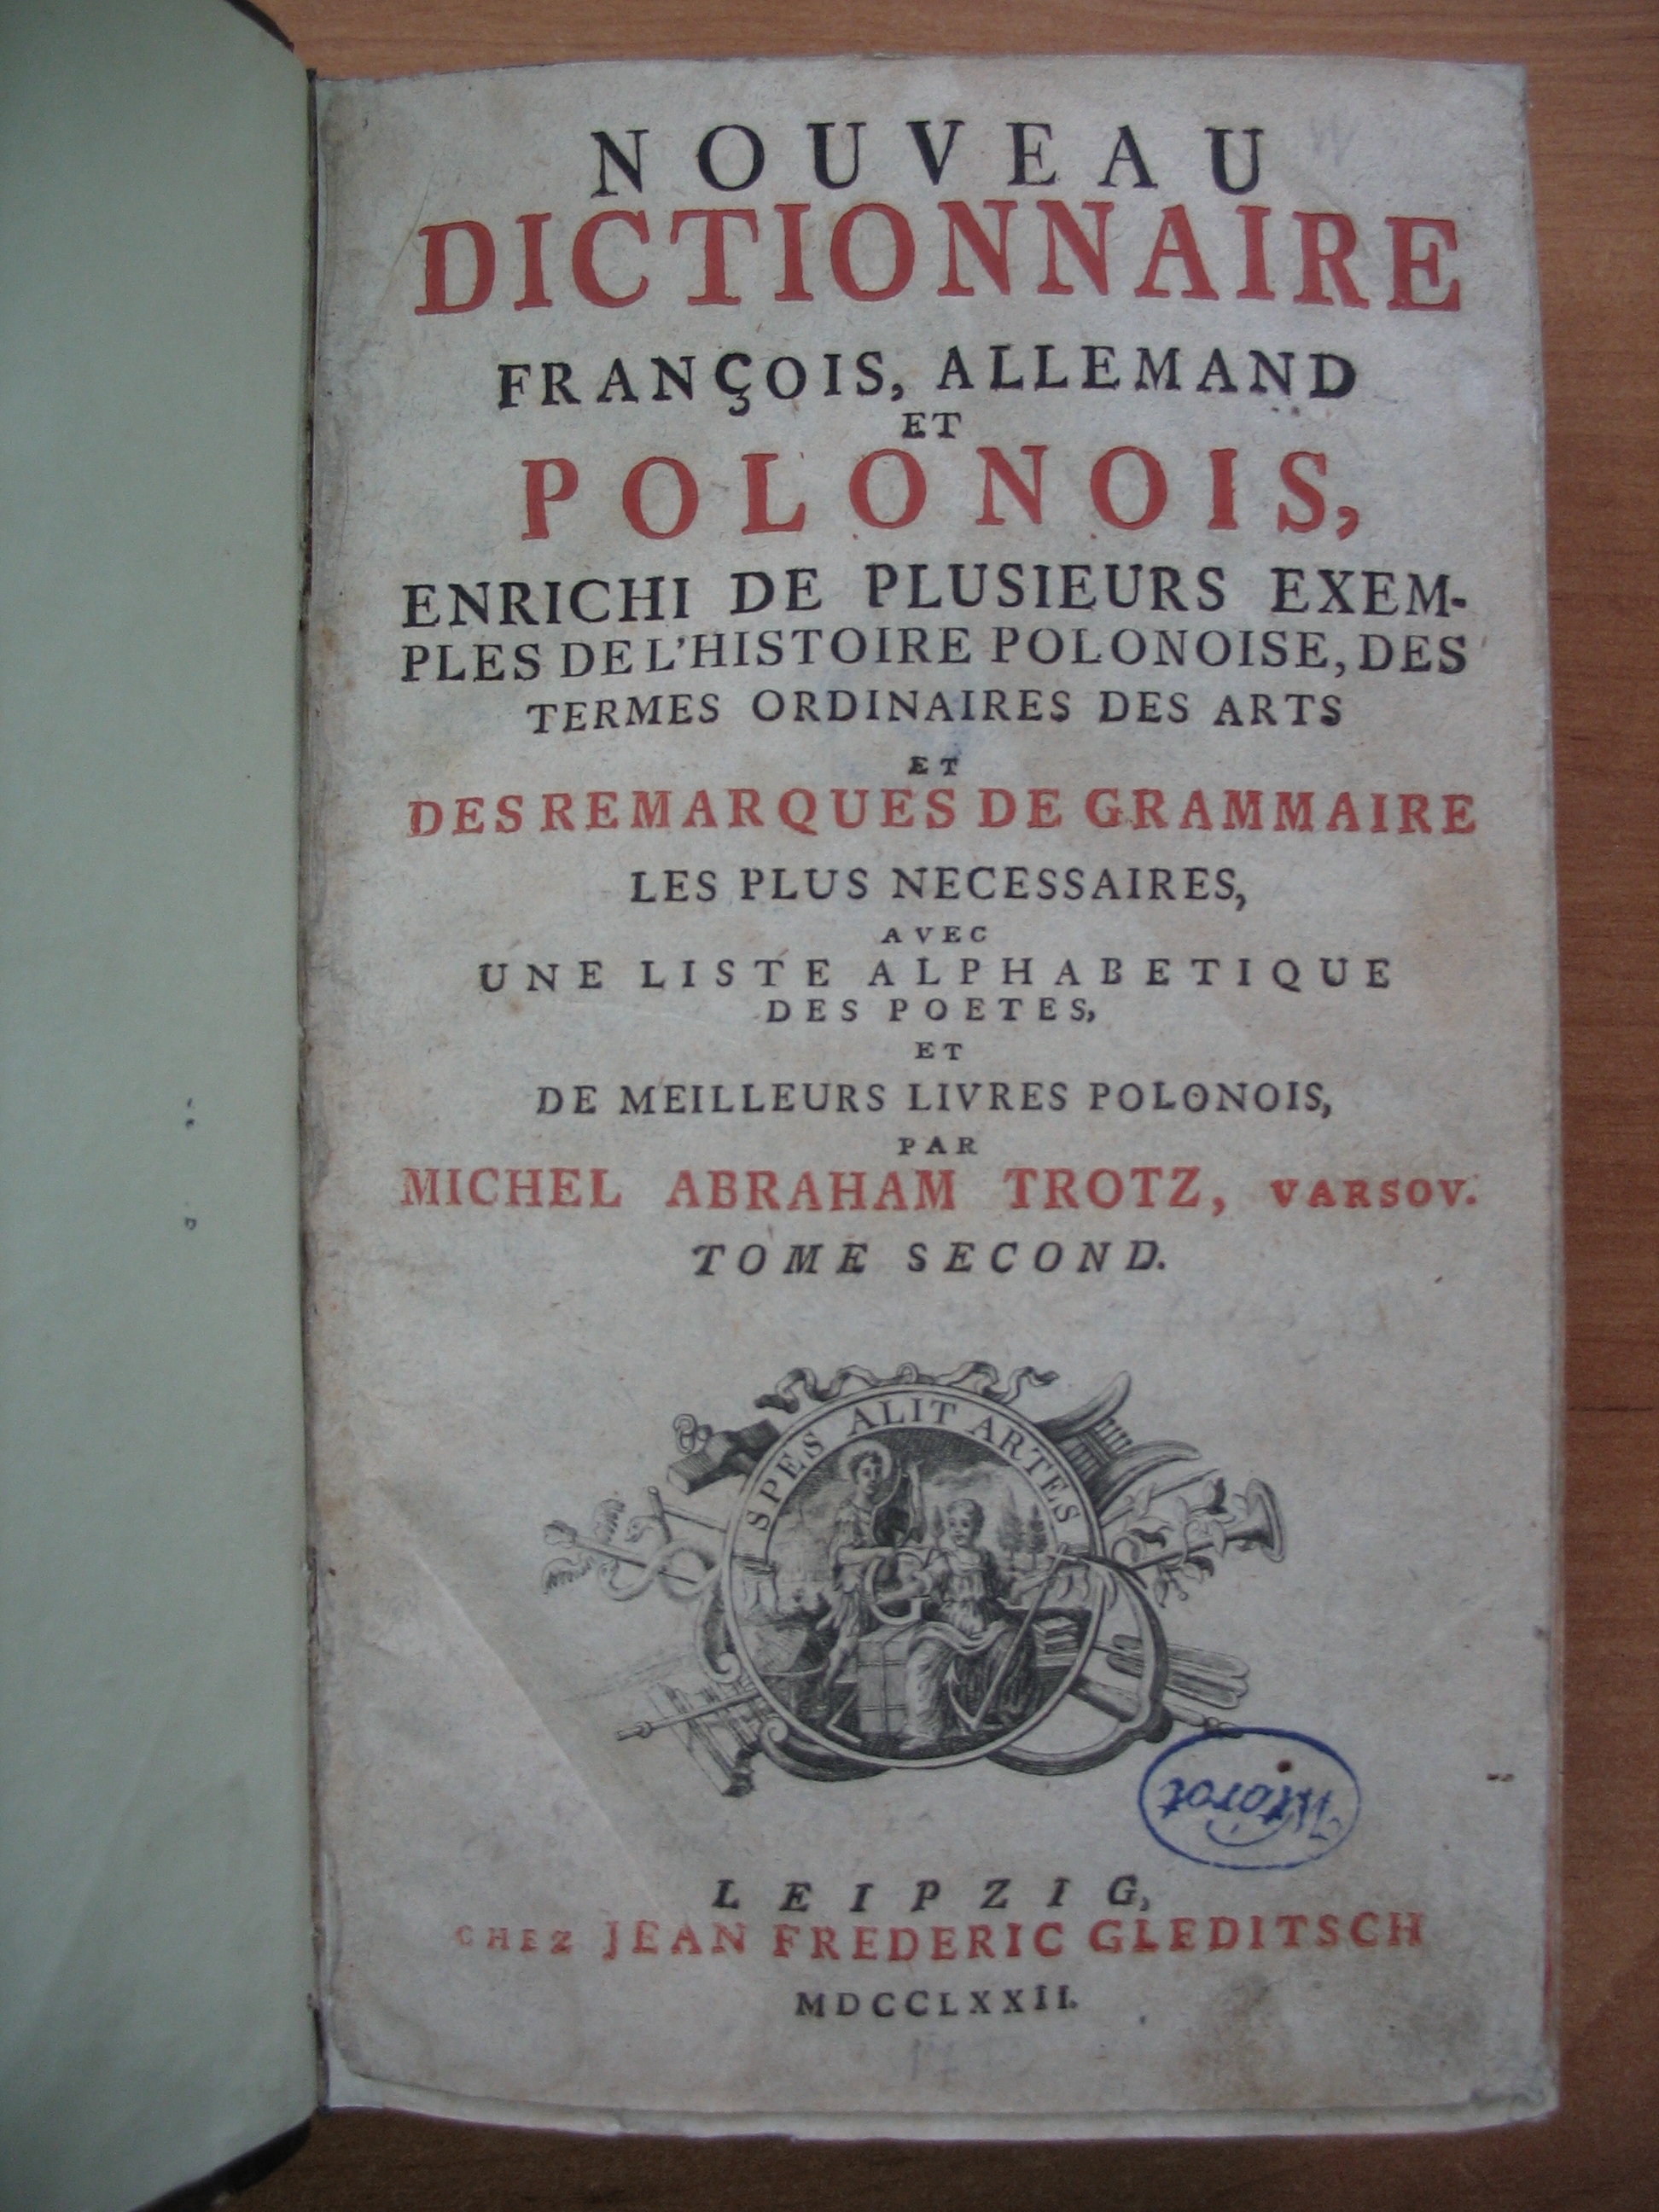 NOUVEAU
DICTIONNAIRE
FRANÇOIS, ALLEMAND
ET
POLONOIS,
ENRICHI DE PLUSIEURS EXEM-
PLES DE L'HISTOIRE POLONOISE, DES
TERMES ORDINAIRES DES ARTS
ET
DES REMARQUES DE GRAMMAIRE
LES PLUS NECESSAIRES,
AVEC
UNE LISTE ALPHABETIQUE
DES POETES,
ET
DE MEILLEURS LIVRES POLONOIS,
PAR
MICHEL ABRAHAM TROTZ, VARSOV.
TOME SECOND.
SPES ALIT ARTES
LEIPZIG,
CHEZ JEAN FREDERIC GLEDITSCH
MDCCLXXII.